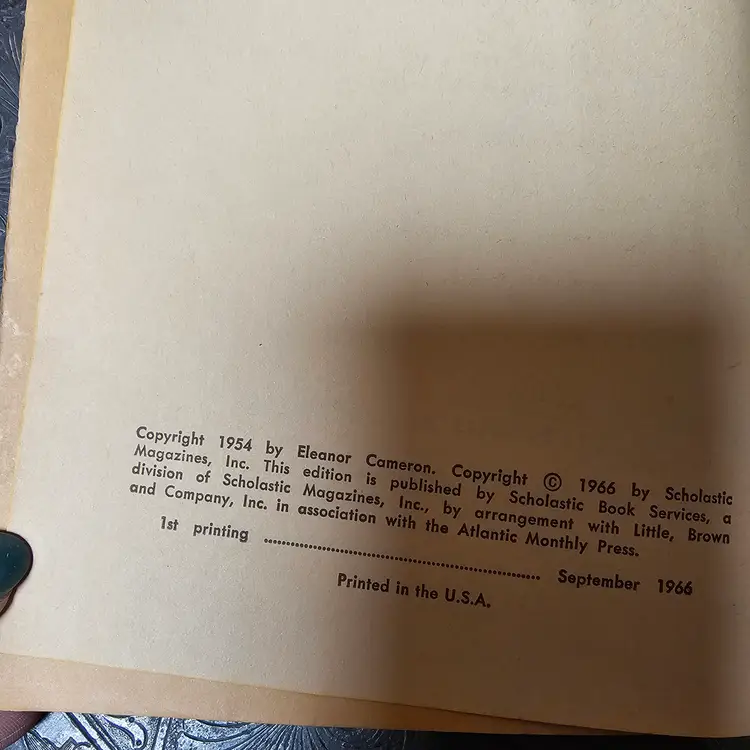 Copyright 1954 by Eleanor Cameron. Copyright © 1966 by Scholastic
Magazines, Inc. This edition is published by Scholastic Book Services, a
division of Scholastic Magazines, Inc., by arrangement with Little, Brown
and Company, Inc. in association with the Atlantic Monthly Press.
1st printing ............................................................ September 1966
Printed in the U.S.A.